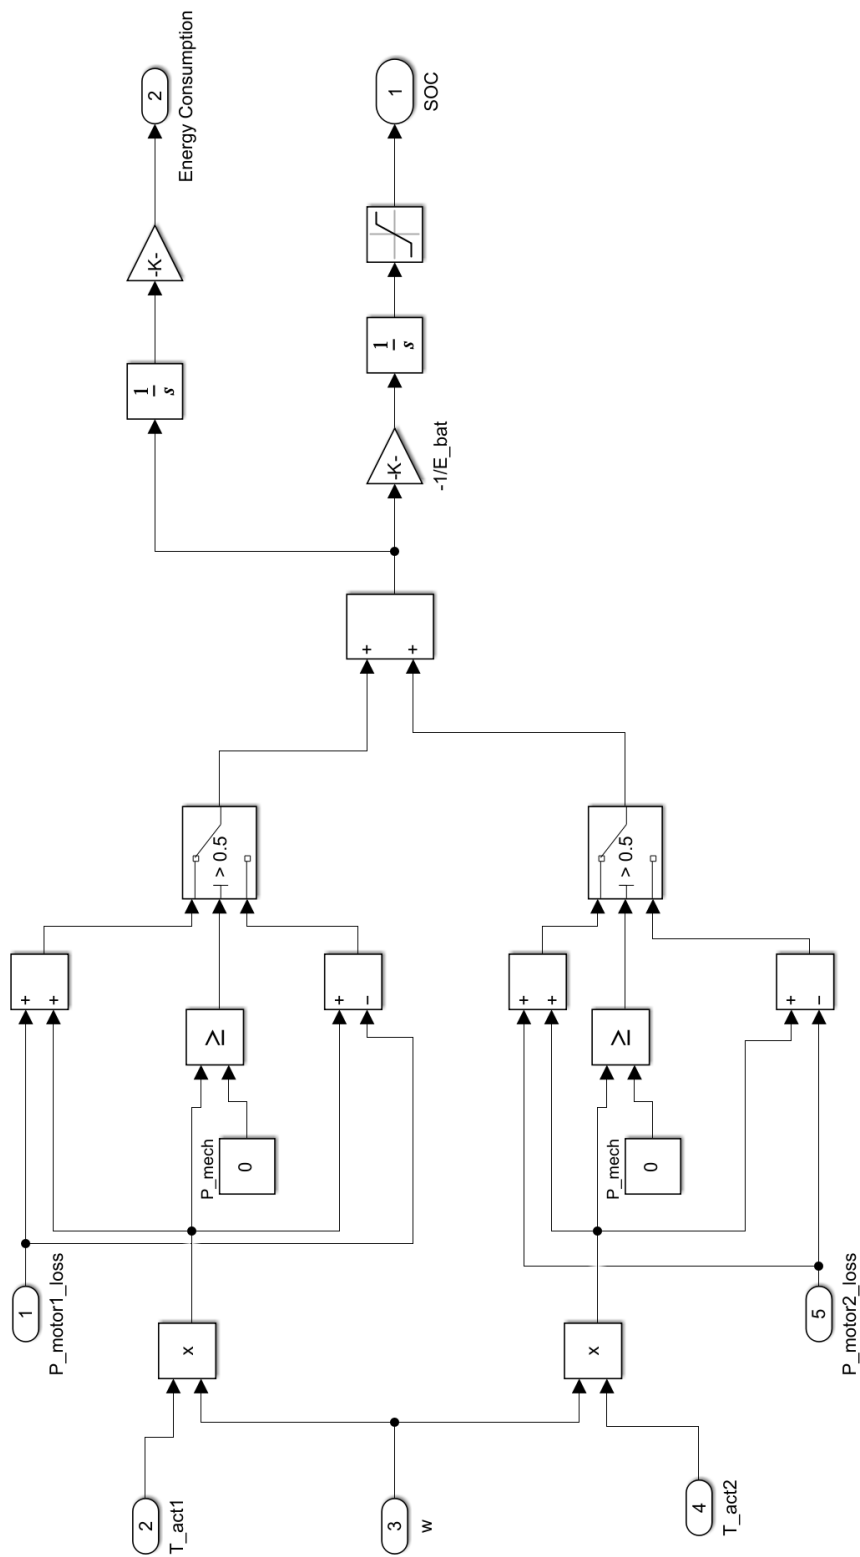 1
P_motor1_loss
2
T_act1
3
w
4
T_act2
5
P_motor2_loss
x
x
P_mech
0
P_mech
0
≥
≥
+
+
+
−
+
+
+
−
> 0.5
> 0.5
+
+
1
s
-K-
2
Energy Consumption
-K-
-1/E_bat
1
s
1
SOC